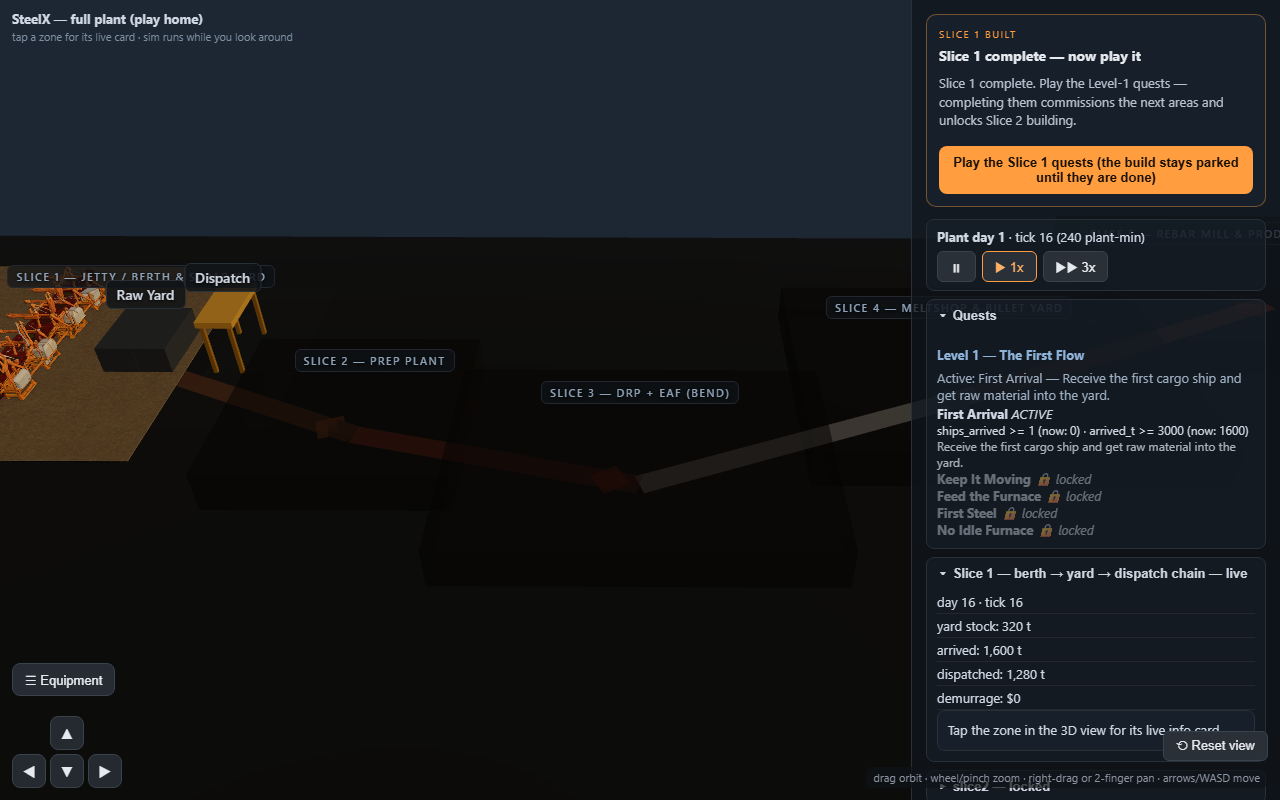 SteelX — full plant (play home)
tap a zone for its live card · sim runs while you look around
SLICE 1 — JETTY / BERTH &
Dispatch
Raw Yard
SLICE 2 — PREP PLANT
SLICE 3 — DRP + EAF (BEND)
SLICE 4 — MELTSHOP & BILLET YARD
☰ Equipment
▲
◀ ▼ ▶
SLICE 1 BUILT
Slice 1 complete — now play it
Slice 1 complete. Play the Level-1 quests —
completing them commissions the next areas and
unlocks Slice 2 building.
Play the Slice 1 quests (the build stays parked
until they are done)
REBAR MILL & PROD
Plant day 1 · tick 16 (240 plant-min)
⏸ ▶ 1x ▶▶ 3x
Quests
Level 1 — The First Flow
Active: First Arrival — Receive the first cargo ship and
get raw material into the yard.
First Arrival ACTIVE
ships_arrived >= 1 (now: 0) · arrived_t >= 3000 (now: 1600)
Receive the first cargo ship and get raw material into the
yard.
Keep It Moving 🔒 locked
Feed the Furnace 🔒 locked
First Steel 🔒 locked
No Idle Furnace 🔒 locked
Slice 1 — berth → yard → dispatch chain — live
day 16 · tick 16
yard stock: 320 t
arrived: 1,600 t
dispatched: 1,280 t
demurrage: $0
Tap the zone in the 3D view for its live info card.
⟲ Reset view
drag orbit · wheel/pinch zoom · right-drag or 2-finger pan · arrows/WASD move
slice2 — locked